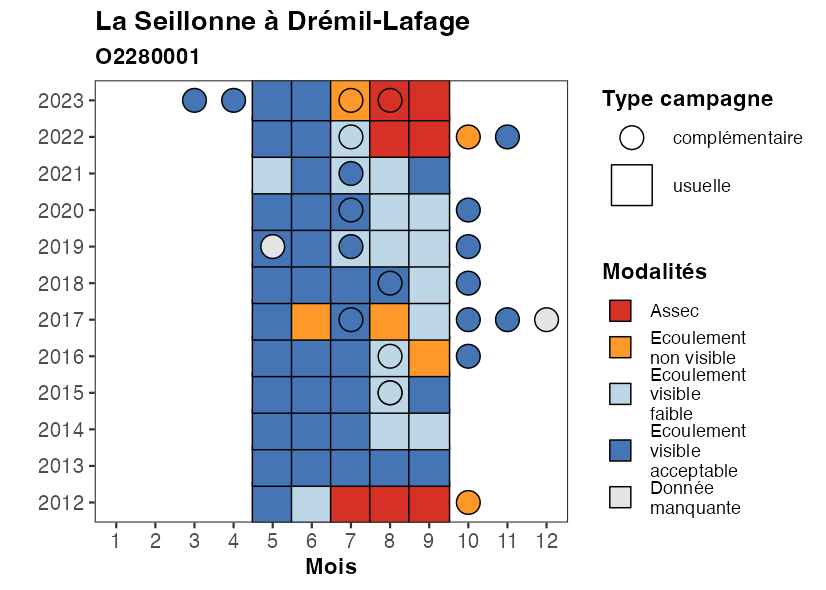 La Seillonne à Drémil-Lafage
O2280001
2023
2022
2021
2020
2019
2018
2017
2016
2015
2014
2013
2012
1 2 3 4 5 6 7 8 9 10 11 12
Mois
Type campagne
complémentaire
usuelle
Modalités
Assec
Ecoulement
non visible
Ecoulement
visible
faible
Ecoulement
visible
acceptable
Donnée
manquante